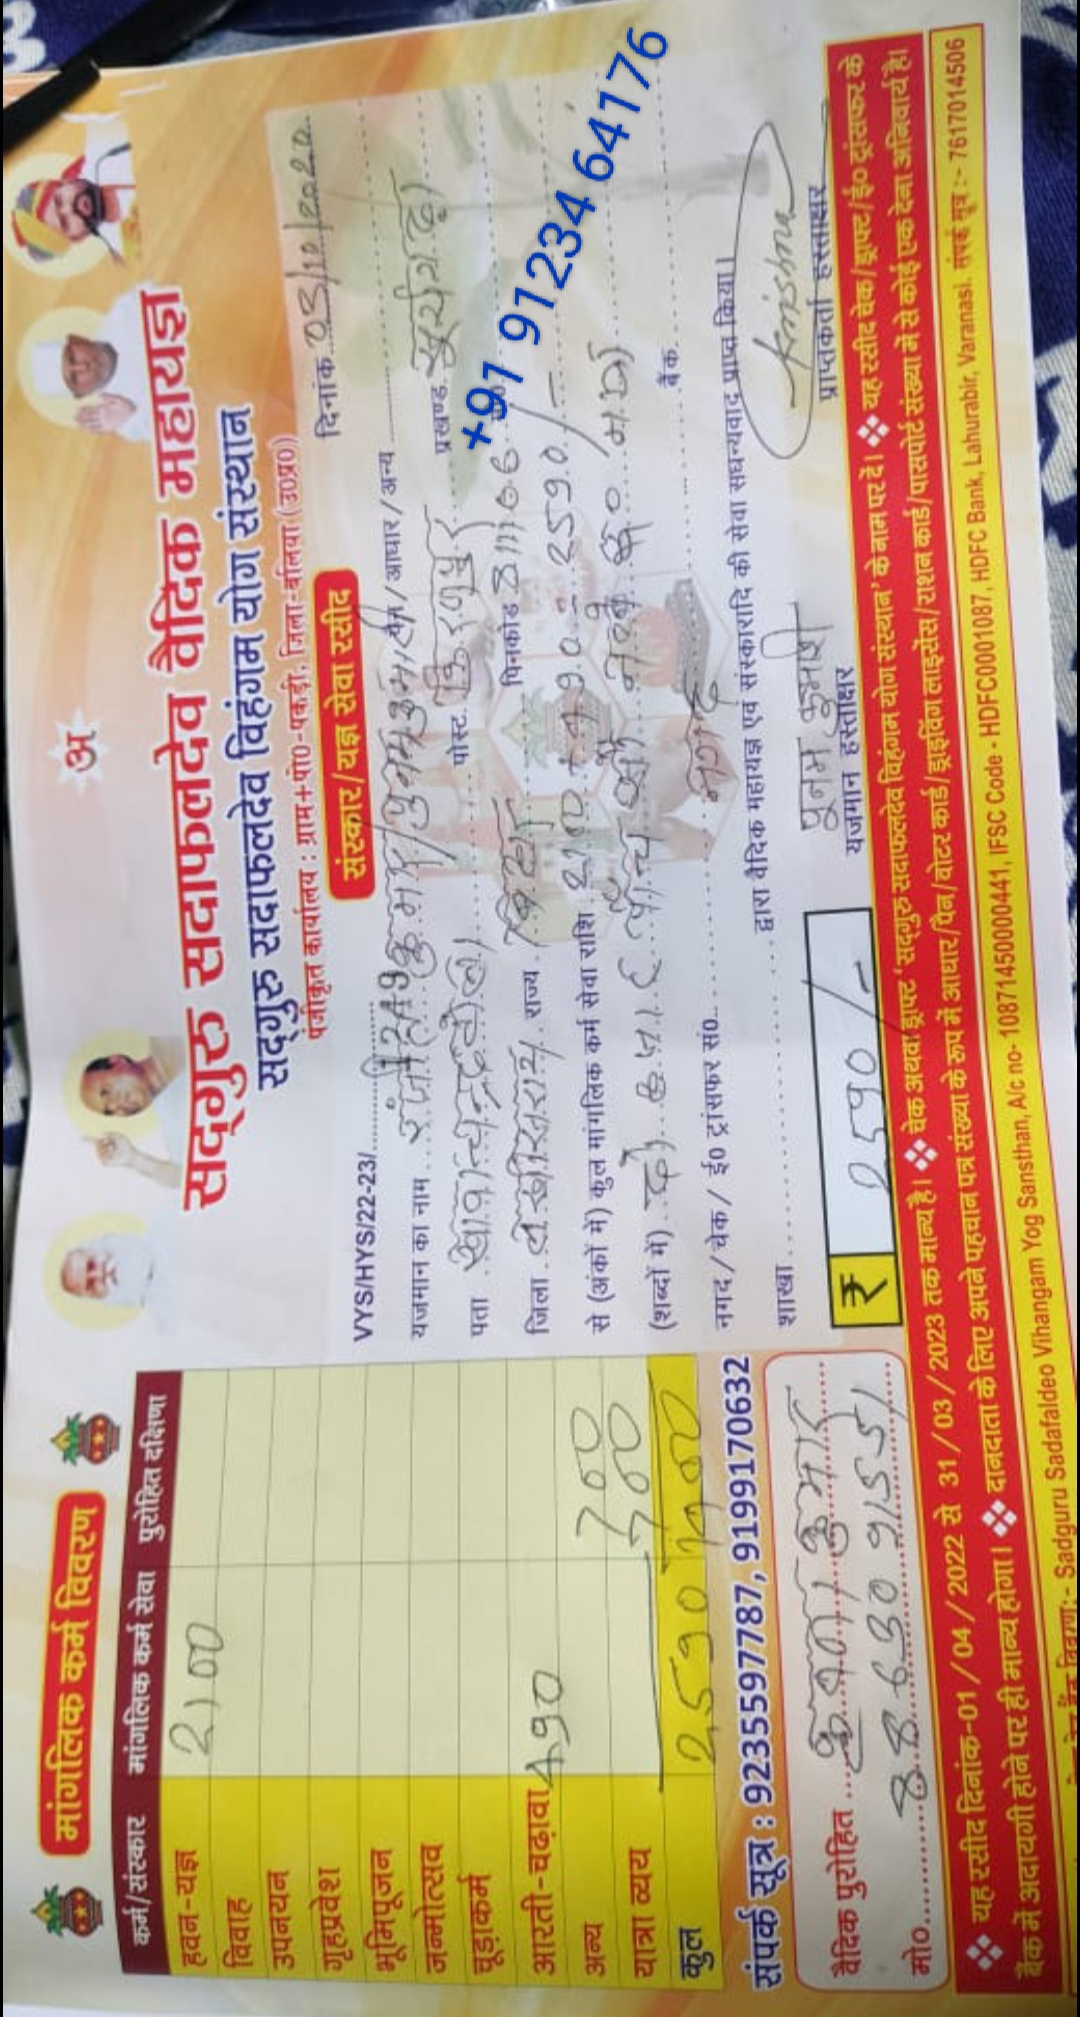 मांगलिक कर्म विवरण
कर्म/संस्कार मांगलिक कर्म सेवा पुरोहित दक्षिणा
हवन-यज्ञ 2100
विवाह
उपनयन
गृहप्रवेश
भूमिपूजन
जन्मोत्सव
चूड़ाकर्म
आरती-चढ़ावा 490
अन्य 700
यात्रा व्यय 700
कुल 2590 1400
संपर्क सूत्र : 9235597787, 9199170632
वैदिक पुरोहित कृष्णा कुमार
मो0 8863091551
अ
सद्गुरु सदाफलदेव वैदिक महायज्ञ
सद्गुरु सदाफलदेव विहंगम योग संस्थान
पंजीकृत कार्यालय : ग्राम+पो0-पकड़ी, जिला-बलिया (उ0प्र0)
संस्कार/यज्ञ सेवा रसीद
दिनांक 03/10/2020
VYS/HYS/22-23/ 1249
यजमान का नाम रंजीत कुमार/पुनम कुमारी पैन/आधार/अन्य
पता पोस्ट किरणपुर प्रखण्ड सूर्यगढ़ा
जिला लखीसराय राज्य बिहार पिनकोड 811106
+91 91234 64176
से (अंकों में) कुल मांगलिक कर्म सेवा राशि 2100 + 490 = 2590/-
(शब्दों में) दो हजार पाँच सौ नब्बे रू० मात्र
नगद/चेक/ ई0 ट्रांसफर सं0 नगद बैंक
शाखा द्वारा वैदिक महायज्ञ एवं संस्कारादि की सेवा सधन्यवाद प्राप्त किया।
₹ 2590/-
पूनम कुमारी
यजमान हस्ताक्षर
Krishna
प्राप्तकर्ता हस्ताक्षर
❖ यह रसीद दिनांक-01/04/2022 से 31/03/2023 तक मान्य है। ❖ चेक अथवा ड्राफ्ट 'सद्गुरु सदाफलदेव विहंगम योग संस्थान' के नाम पर दें। ❖ यह रसीद चेक/ड्राफ्ट/ई० ट्रांसफर के
बैंक में अदायगी होने पर ही मान्य होगा। ❖ दानदाता के लिए अपने पहचान पत्र संख्या के रूप में आधार/पैन/वोटर कार्ड/ड्राइविंग लाइसेंस/राशन कार्ड/पासपोर्ट संख्या में से कोई एक देना अनिवार्य है।
बैंक विवरण:- Sadguru Sadafaldeo Vihangam Yog Sansthan, A/c no- 10871450000441, IFSC Code - HDFC0001087, HDFC Bank, Lahurabir, Varanasi. संपर्क सूत्र :- 7617014506